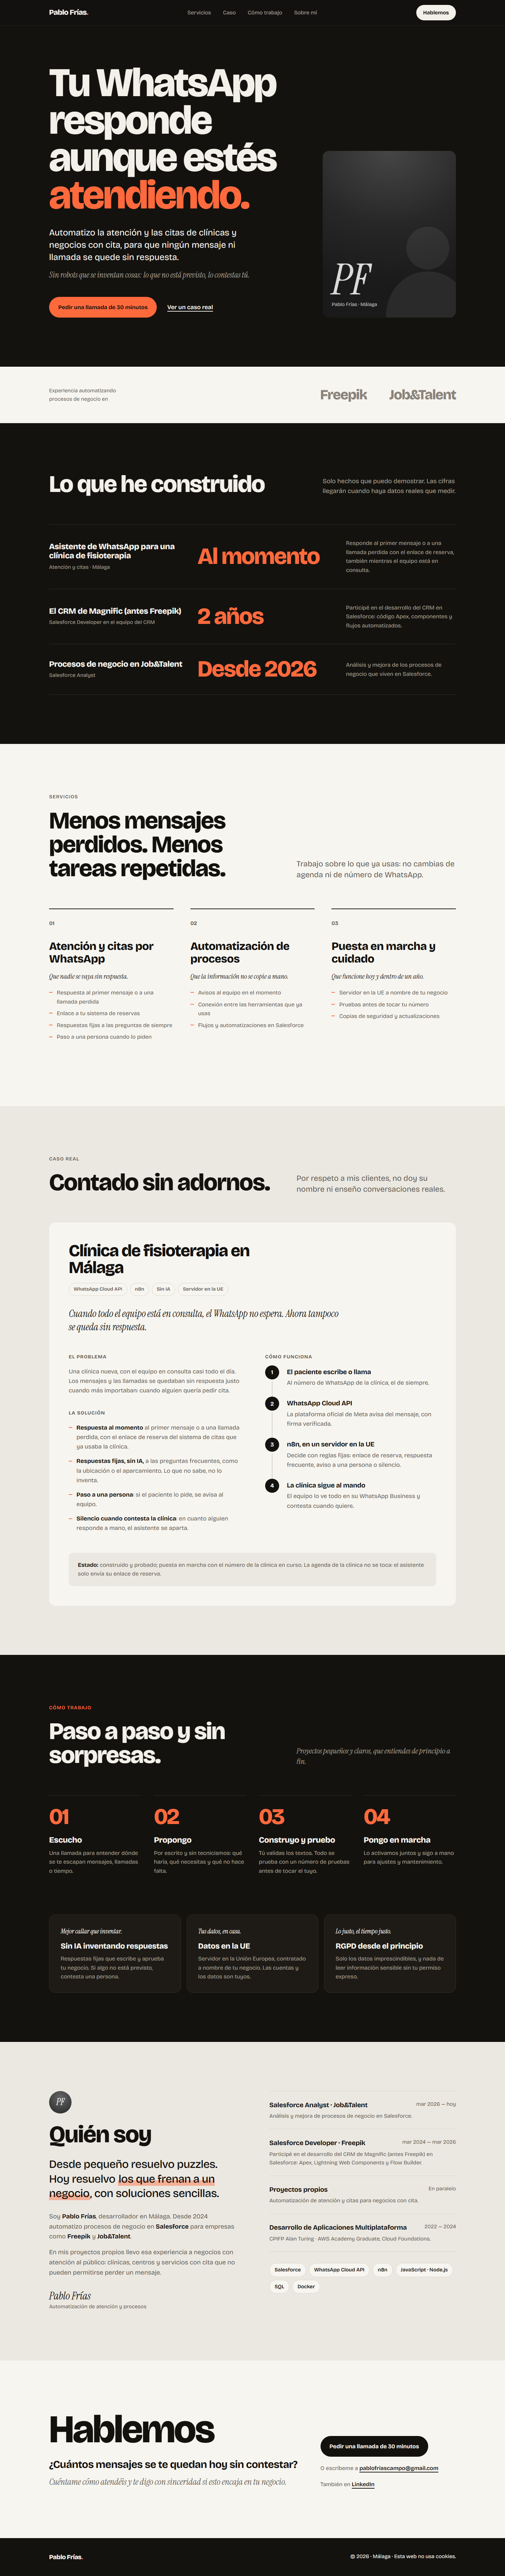 Pablo Frías.
Servicios
Caso
Cómo trabajo
Sobre mí
Hablemos
Tu WhatsApp
responde
aunque estés
atendiendo.
Automatizo la atención y las citas de clínicas y
negocios con cita, para que ningún mensaje ni
llamada se quede sin respuesta.
Sin robots que se inventan cosas: lo que no está previsto, lo contestas tú.
Pedir una llamada de 30 minutos
Ver un caso real
PF
Pablo Frías · Málaga
Experiencia automatizando
procesos de negocio en
Freepik
Job&Talent
Lo que he construido
Solo hechos que puedo demostrar. Las cifras
llegarán cuando haya datos reales que medir.
Asistente de WhatsApp para una
clínica de fisioterapia
Atención y citas · Málaga
Al momento
Responde al primer mensaje o a una
llamada perdida con el enlace de reserva,
también mientras el equipo está en
consulta.
El CRM de Magnific (antes Freepik)
Salesforce Developer en el equipo del CRM
2 años
Participé en el desarrollo del CRM en
Salesforce: código Apex, componentes y
flujos automatizados.
Procesos de negocio en Job&Talent
Salesforce Analyst
Desde 2026
Análisis y mejora de los procesos de
negocio que viven en Salesforce.
SERVICIOS
Menos mensajes
perdidos. Menos
tareas repetidas.
Trabajo sobre lo que ya usas: no cambias de
agenda ni de número de WhatsApp.
01
Atención y citas por
WhatsApp
Que nadie se vaya sin respuesta.
Respuesta al primer mensaje o a una
llamada perdida
Enlace a tu sistema de reservas
Respuestas fijas a las preguntas de siempre
Paso a una persona cuando lo piden
02
Automatización de
procesos
Que la información no se copie a mano.
Avisos al equipo en el momento
Conexión entre las herramientas que ya
usas
Flujos y automatizaciones en Salesforce
03
Puesta en marcha y
cuidado
Que funcione hoy y dentro de un año.
Servidor en la UE a nombre de tu negocio
Pruebas antes de tocar tu número
Copias de seguridad y actualizaciones
CASO REAL
Contado sin adornos.
Por respeto a mis clientes, no doy su
nombre ni enseño conversaciones reales.
Clínica de fisioterapia en
Málaga
WhatsApp Cloud API
n8n
Sin IA
Servidor en la UE
Cuando todo el equipo está en consulta, el WhatsApp no espera. Ahora tampoco
se queda sin respuesta.
EL PROBLEMA
Una clínica nueva, con el equipo en consulta casi todo el día.
Los mensajes y las llamadas se quedaban sin respuesta justo
cuando más importaban: cuando alguien quería pedir cita.
LA SOLUCIÓN
Respuesta al momento al primer mensaje o a una llamada
perdida, con el enlace de reserva del sistema de citas que
ya usaba la clínica.
Respuestas fijas, sin IA, a las preguntas frecuentes, como
la ubicación o el aparcamiento. Lo que no sabe, no lo
inventa.
Paso a una persona: si el paciente lo pide, se avisa al
equipo.
Silencio cuando contesta la clínica: en cuanto alguien
responde a mano, el asistente se aparta.
CÓMO FUNCIONA
1
El paciente escribe o llama
Al número de WhatsApp de la clínica, el de siempre.
2
WhatsApp Cloud API
La plataforma oficial de Meta avisa del mensaje, con
firma verificada.
3
n8n, en un servidor en la UE
Decide con reglas fijas: enlace de reserva, respuesta
frecuente, aviso a una persona o silencio.
4
La clínica sigue al mando
El equipo lo ve todo en su WhatsApp Business y
contesta cuando quiere.
Estado: construido y probado; puesta en marcha con el número de la clínica en curso. La agenda de la clínica no se toca: el asistente
solo envía su enlace de reserva.
CÓMO TRABAJO
Paso a paso y sin
sorpresas.
Proyectos pequeños y claros, que entiendes de principio a
fin.
01
Escucho
Una llamada para entender dónde
se te escapan mensajes, llamadas
o tiempo.
02
Propongo
Por escrito y sin tecnicismos: qué
haría, qué necesitas y qué no hace
falta.
03
Construyo y pruebo
Tú validas los textos. Todo se
prueba con un número de pruebas
antes de tocar el tuyo.
04
Pongo en marcha
Lo activamos juntos y sigo a mano
para ajustes y mantenimiento.
Mejor callar que inventar.
Sin IA inventando respuestas
Respuestas fijas que escribe y aprueba
tu negocio. Si algo no está previsto,
contesta una persona.
Tus datos, en casa.
Datos en la UE
Servidor en la Unión Europea, contratado
a nombre de tu negocio. Las cuentas y
los datos son tuyos.
Lo justo, el tiempo justo.
RGPD desde el principio
Solo los datos imprescindibles, y nada de
leer información sensible sin tu permiso
expreso.
PF
Quién soy
Desde pequeño resuelvo puzzles.
Hoy resuelvo los que frenan a un
negocio, con soluciones sencillas.
Soy Pablo Frías, desarrollador en Málaga. Desde 2024
automatizo procesos de negocio en Salesforce para empresas
como Freepik y Job&Talent.
En mis proyectos propios llevo esa experiencia a negocios con
atención al público: clínicas, centros y servicios con cita que no
pueden permitirse perder un mensaje.
Pablo Frías
Automatización de atención y procesos
Salesforce Analyst · Job&Talent
mar 2026 — hoy
Análisis y mejora de procesos de negocio en Salesforce.
Salesforce Developer · Freepik
mar 2024 — mar 2026
Participé en el desarrollo del CRM de Magnific (antes Freepik) en
Salesforce: Apex, Lightning Web Components y Flow Builder.
Proyectos propios
En paralelo
Automatización de atención y citas para negocios con cita.
Desarrollo de Aplicaciones Multiplataforma
2022 — 2024
CPIFP Alan Turing · AWS Academy Graduate, Cloud Foundations.
Salesforce
WhatsApp Cloud API
n8n
JavaScript · Node.js
SQL
Docker
Hablemos
¿Cuántos mensajes se te quedan hoy sin contestar?
Cuéntame cómo atendéis y te digo con sinceridad si esto encaja en tu negocio.
Pedir una llamada de 30 minutos
O escríbeme a pablofriascampo@gmail.com
También en LinkedIn
Pablo Frías.
© 2026 · Málaga · Esta web no usa cookies.